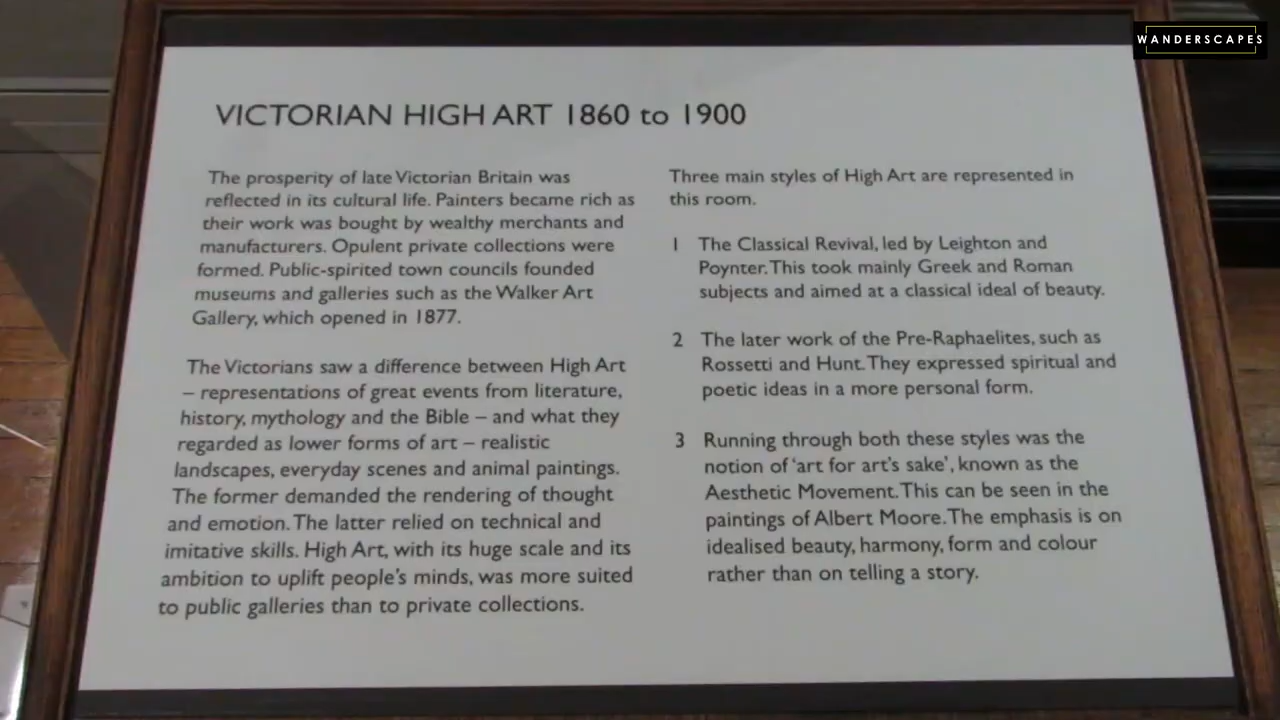 WANDERSCAPES
VICTORIAN HIGH ART 1860 to 1900
The prosperity of late Victorian Britain was
reflected in its cultural life. Painters became rich as
their work was bought by wealthy merchants and
manufacturers. Opulent private collections were
formed. Public-spirited town councils founded
museums and galleries such as the Walker Art
Gallery, which opened in 1877.
The Victorians saw a difference between High Art
– representations of great events from literature,
history, mythology and the Bible – and what they
regarded as lower forms of art – realistic
landscapes, everyday scenes and animal paintings.
The former demanded the rendering of thought
and emotion. The latter relied on technical and
imitative skills. High Art, with its huge scale and its
ambition to uplift people's minds, was more suited
to public galleries than to private collections.
Three main styles of High Art are represented in
this room.
1 The Classical Revival, led by Leighton and
Poynter. This took mainly Greek and Roman
subjects and aimed at a classical ideal of beauty.
2 The later work of the Pre-Raphaelites, such as
Rossetti and Hunt. They expressed spiritual and
poetic ideas in a more personal form.
3 Running through both these styles was the
notion of 'art for art's sake', known as the
Aesthetic Movement. This can be seen in the
paintings of Albert Moore. The emphasis is on
idealised beauty, harmony, form and colour
rather than on telling a story.